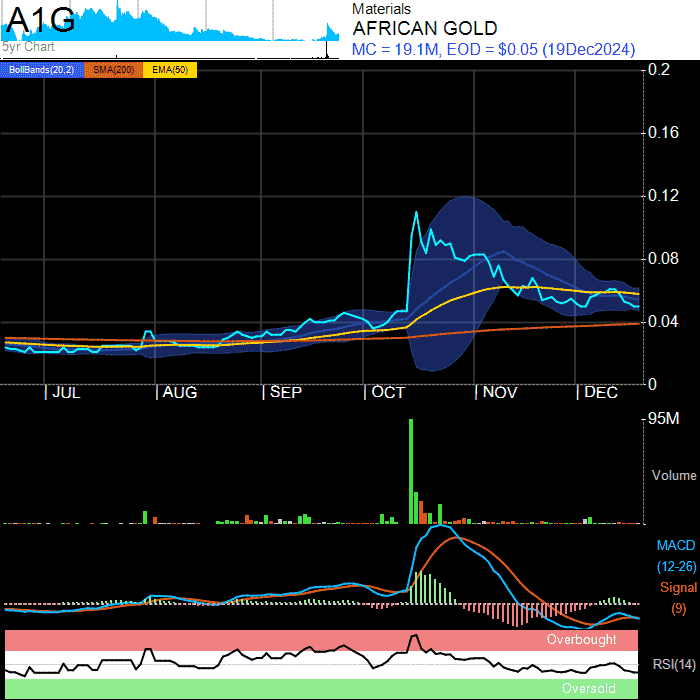 A1G
5yr Chart
Materials
AFRICAN GOLD
MC = 19.1M, EOD = $0.05 (19Dec2024)
BollBands(20,2) SMA(200) EMA(50)
0.2
0.16
0.12
0.08
0.04
0
JUL AUG SEP OCT NOV DEC
95M
Volume
MACD
(12-26)
Signal
(9)
Overbought
RSI(14)
Oversold